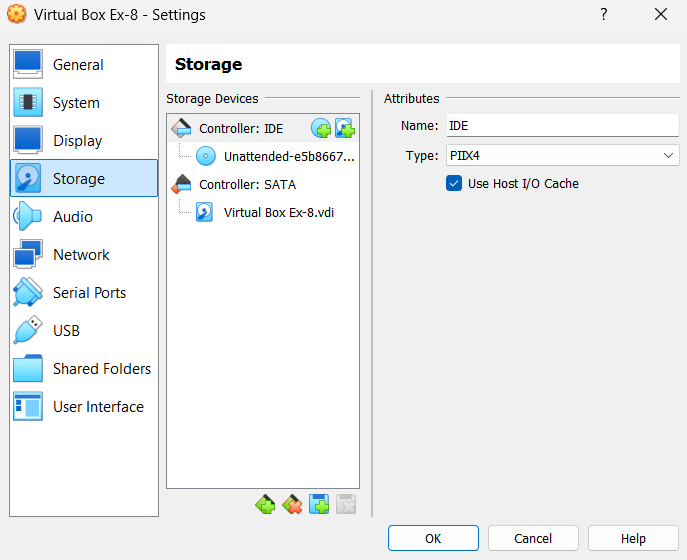 Virtual Box Ex-8 - Settings
?
General
System
Display
Storage
Audio
Network
Serial Ports
USB
Shared Folders
User Interface
Storage
Storage Devices
Controller: IDE
Unattended-e5b8667...
Controller: SATA
Virtual Box Ex-8.vdi
Attributes
Name: IDE
Type: PIIX4
Use Host I/O Cache
OK
Cancel
Help